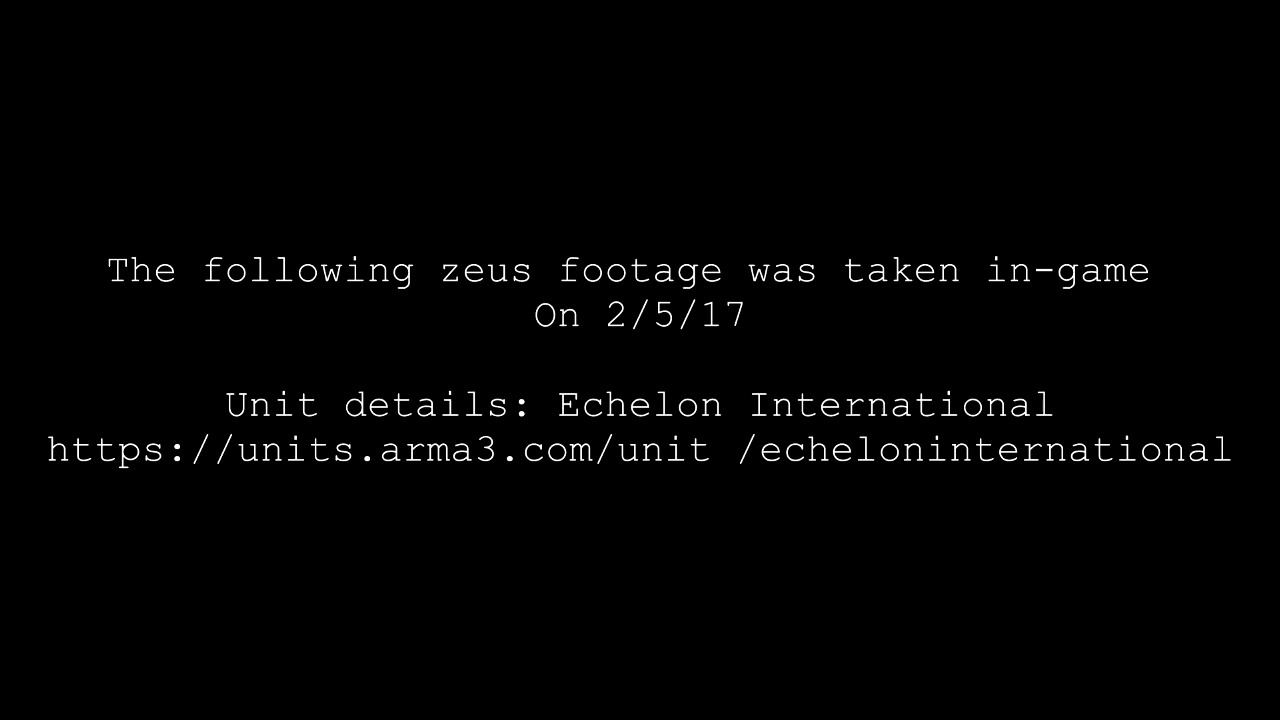 The following zeus footage was taken in-game
On 2/5/17
Unit details: Echelon International
https://units.arma3.com/unit /echeloninternational